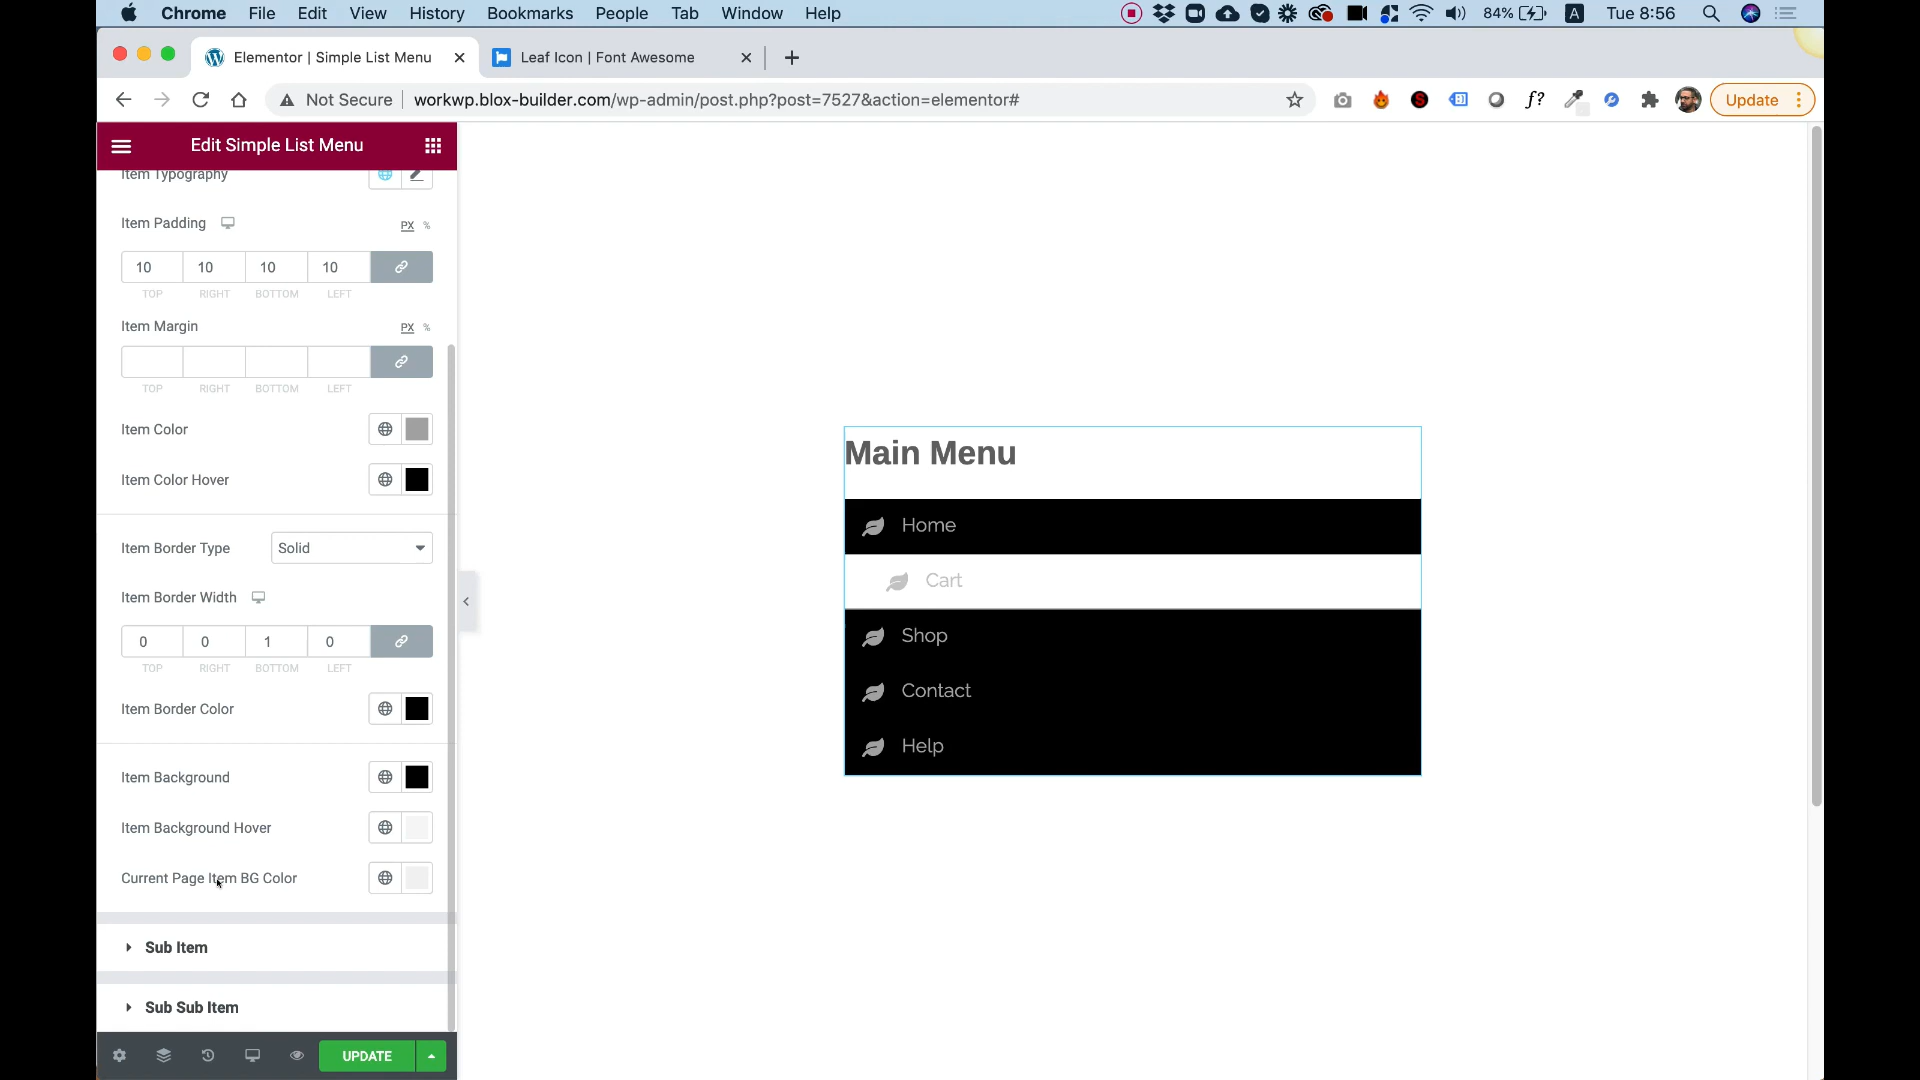 Chrome File Edit View History Bookmarks People Tab Window Help 84% A Tue 8:56
Elementor | Simple List Menu Leaf Icon | Font Awesome
Not Secure workwp.blox-builder.com/wp-admin/post.php?post=7527&action=elementor# S f? Update
Edit Simple List Menu
Item Typography
Item Padding PX %
10 10 10 10
TOP RIGHT BOTTOM LEFT
Item Margin PX %
TOP RIGHT BOTTOM LEFT
Item Color
Item Color Hover
Item Border Type Solid
Item Border Width
0 0 1 0
TOP RIGHT BOTTOM LEFT
Item Border Color
Item Background
Item Background Hover
Current Page Item BG Color
Sub Item
Sub Sub Item
UPDATE
Main Menu
Home
Cart
Shop
Contact
Help